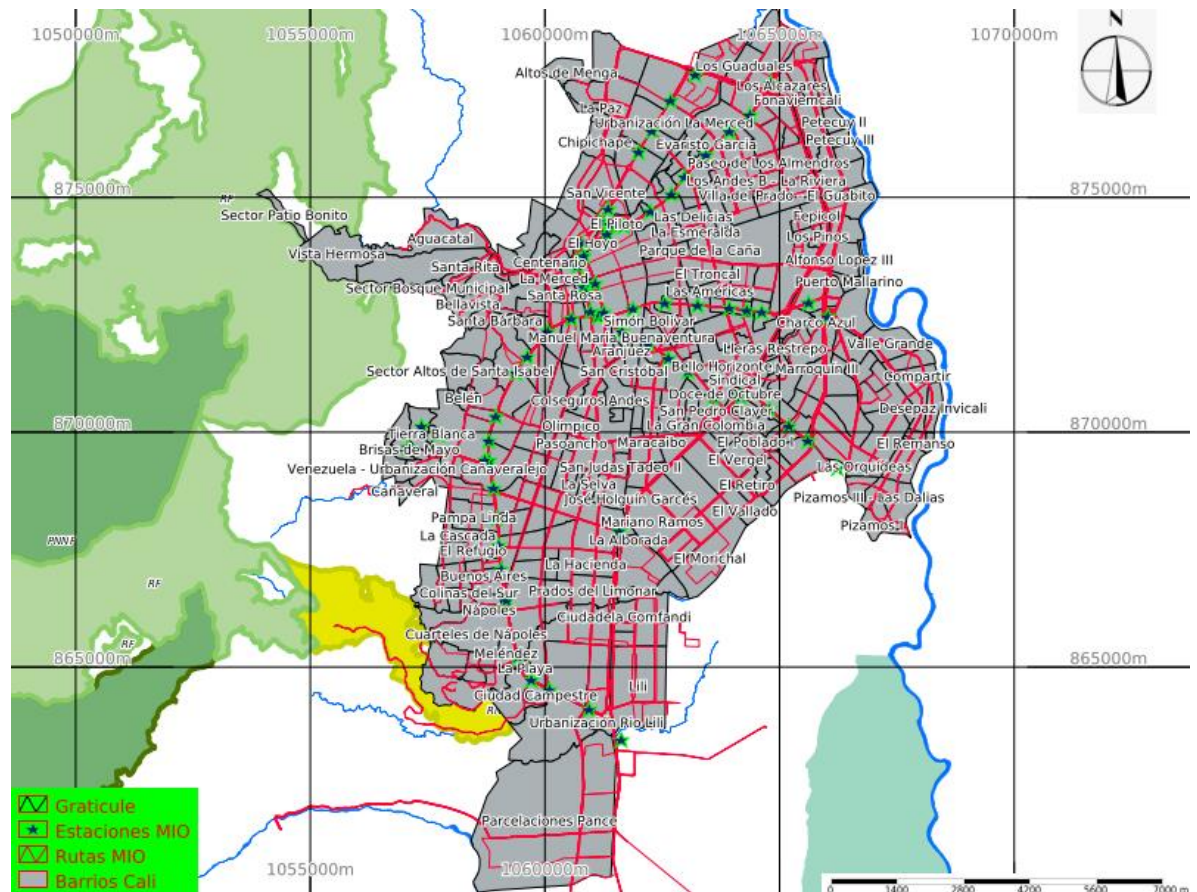 1050000m
1055000m
1060000m
1065000m
1070000m
N
Los Guaduales
Altos de Menga
Los Alcazares
Fonaviemcali
La Paz
Urbanización La Merced
Petecuy II
Petecuy III
Chipichape
Evaristo García
Paseo de Los Almendros
Los Andes B - La Riviera
875000m
875000m
San Vicente
Villa del Prado - El Guabito
RF
Sector Patio Bonito
El Piloto
Las Delicias
Fepicol
La Esmeralda
Los Pinos
Aguacatal
El Hoyo
Parque de la Caña
Vista Hermosa
Centenario
Alfonso Lopez III
Santa Rita
La Merced
El Troncal
Puerto Mallarino
Sector Bosque Municipal
Santa Rosa
Las Américas
Bellavista
Santa Bárbara
Simón Bolivar
Charco Azul
Manuel María Buenaventura
Valle Grande
Aranjuez
Lleras Restrepo
Sector Altos de Santa Isabel
San Cristóbal
Bello Horizonte
Marroquín III
Sindical
Compartir
Belén
Colseguros Andes
Doce de Octubre
San Pedro Claver
Desepaz Invicali
870000m
870000m
Olimpico
La Gran Colombia
Tierra Blanca
Pasoancho
Maracaibo
El Poblado I
El Remanso
Brisas de Mayo
El Vergel
Venezuela - Urbanización Cañaveralejo
San Judas Tadeo II
Las Orquídeas
Cañaveral
La Selva
El Retiro
José Holguín Garcés
Pizamos III - Las Dalias
El Vallado
Pampa Linda
Mariano Ramos
Pizamos I
La Cascada
La Alborada
PNNF
El Refugio
El Morichal
La Hacienda
RF
Buenos Aires
Colinas del Sur
Prados del Limonar
Nápoles
Ciudadela Comfandi
Cuarteles de Nápoles
RF
865000m
865000m
Meléndez
La Playa
Lili
Ciudad Campestre
Urbanización Rio Lili
Graticule
Estaciones MIO
Rutas MIO
Barrios Cali
Parcelaciones Pance
1055000m
1060000m
0 1400 2800 4200 5600 7000 m